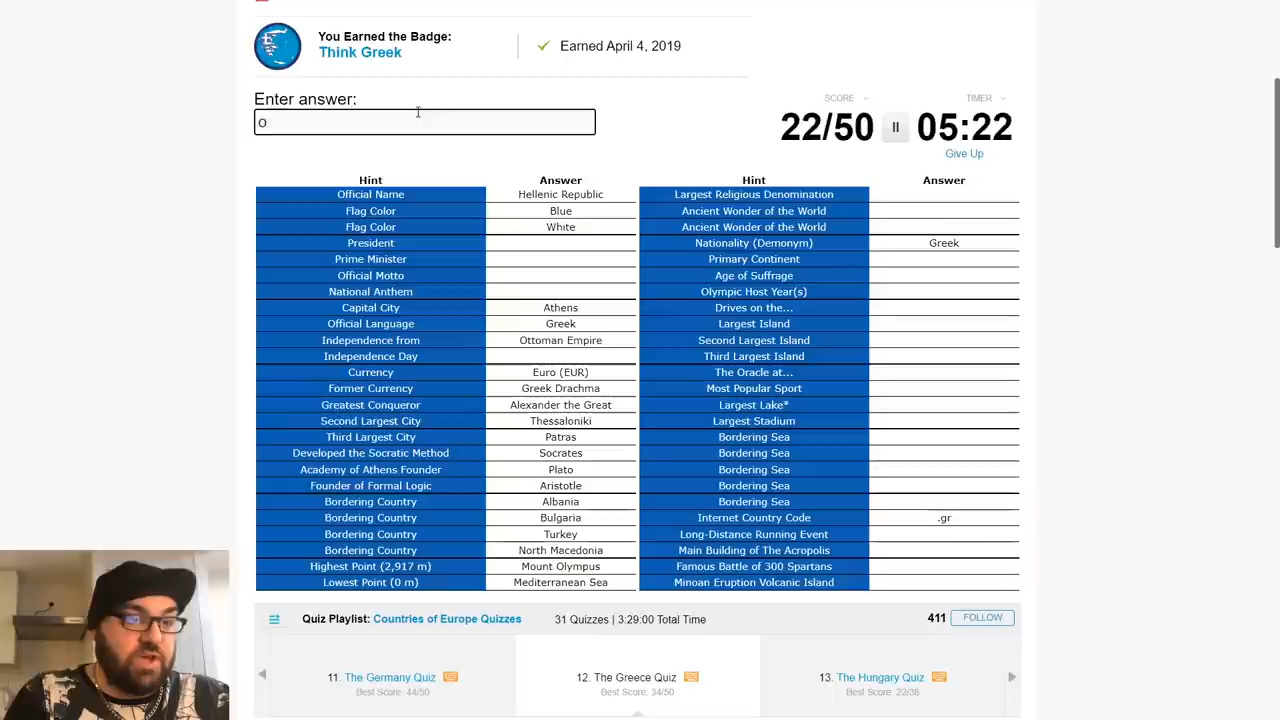 You Earned the Badge:
Think Greek
Earned April 4, 2019
Enter answer:
O
SCORE
TIMER
22/50
05:22
Give Up
Hint Answer Hint Answer
Official Name Hellenic Republic Largest Religious Denomination
Flag Color Blue Ancient Wonder of the World
Flag Color White Ancient Wonder of the World
President Nationality (Demonym) Greek
Prime Minister Primary Continent
Official Motto Age of Suffrage
National Anthem Olympic Host Year(s)
Capital City Athens Drives on the...
Official Language Greek Largest Island
Independence from Ottoman Empire Second Largest Island
Independence Day Third Largest Island
Currency Euro (EUR) The Oracle at...
Former Currency Greek Drachma Most Popular Sport
Greatest Conqueror Alexander the Great Largest Lake*
Second Largest City Thessaloniki Largest Stadium
Third Largest City Patras Bordering Sea
Developed the Socratic Method Socrates Bordering Sea
Academy of Athens Founder Plato Bordering Sea
Founder of Formal Logic Aristotle Bordering Sea
Bordering Country Albania Bordering Sea
Bordering Country Bulgaria Internet Country Code .gr
Bordering Country Turkey Long-Distance Running Event
Bordering Country North Macedonia Main Building of The Acropolis
Highest Point (2,917 m) Mount Olympus Famous Battle of 300 Spartans
Lowest Point (0 m) Mediterranean Sea Minoan Eruption Volcanic Island
Quiz Playlist: Countries of Europe Quizzes 31 Quizzes | 3:29:00 Total Time 411 FOLLOW
11. The Germany Quiz 12. The Greece Quiz 13. The Hungary Quiz
Best Score: 44/50 Best Score: 34/50 Best Score: 22/38